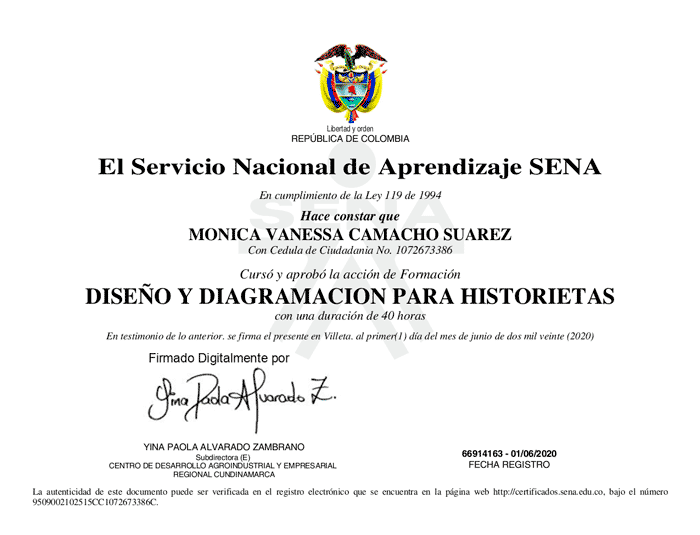 Libertad y orden
REPÚBLICA DE COLOMBIA
El Servicio Nacional de Aprendizaje SENA
En cumplimiento de la Ley 119 de 1994
SENA
Hace constar que
MONICA VANESSA CAMACHO SUAREZ
Con Cedula de Ciudadania No. 1072673386
Cursó y aprobó la acción de Formación
DISEÑO Y DIAGRAMACION PARA HISTORIETAS
con una duración de 40 horas
En testimonio de lo anterior, se firma el presente en Villeta, al primer(1) día del mes de junio de dos mil veinte (2020)
Firmado Digitalmente por
Yina Paola Alvarado Z.
YINA PAOLA ALVARADO ZAMBRANO
Subdirectora (E)
CENTRO DE DESARROLLO AGROINDUSTRIAL Y EMPRESARIAL
REGIONAL CUNDINAMARCA
66914163 - 01/06/2020
FECHA REGISTRO
La autenticidad de este documento puede ser verificada en el registro electrónico que se encuentra en la página web http://certificados.sena.edu.co, bajo el número
9509002102515CC1072673386C.